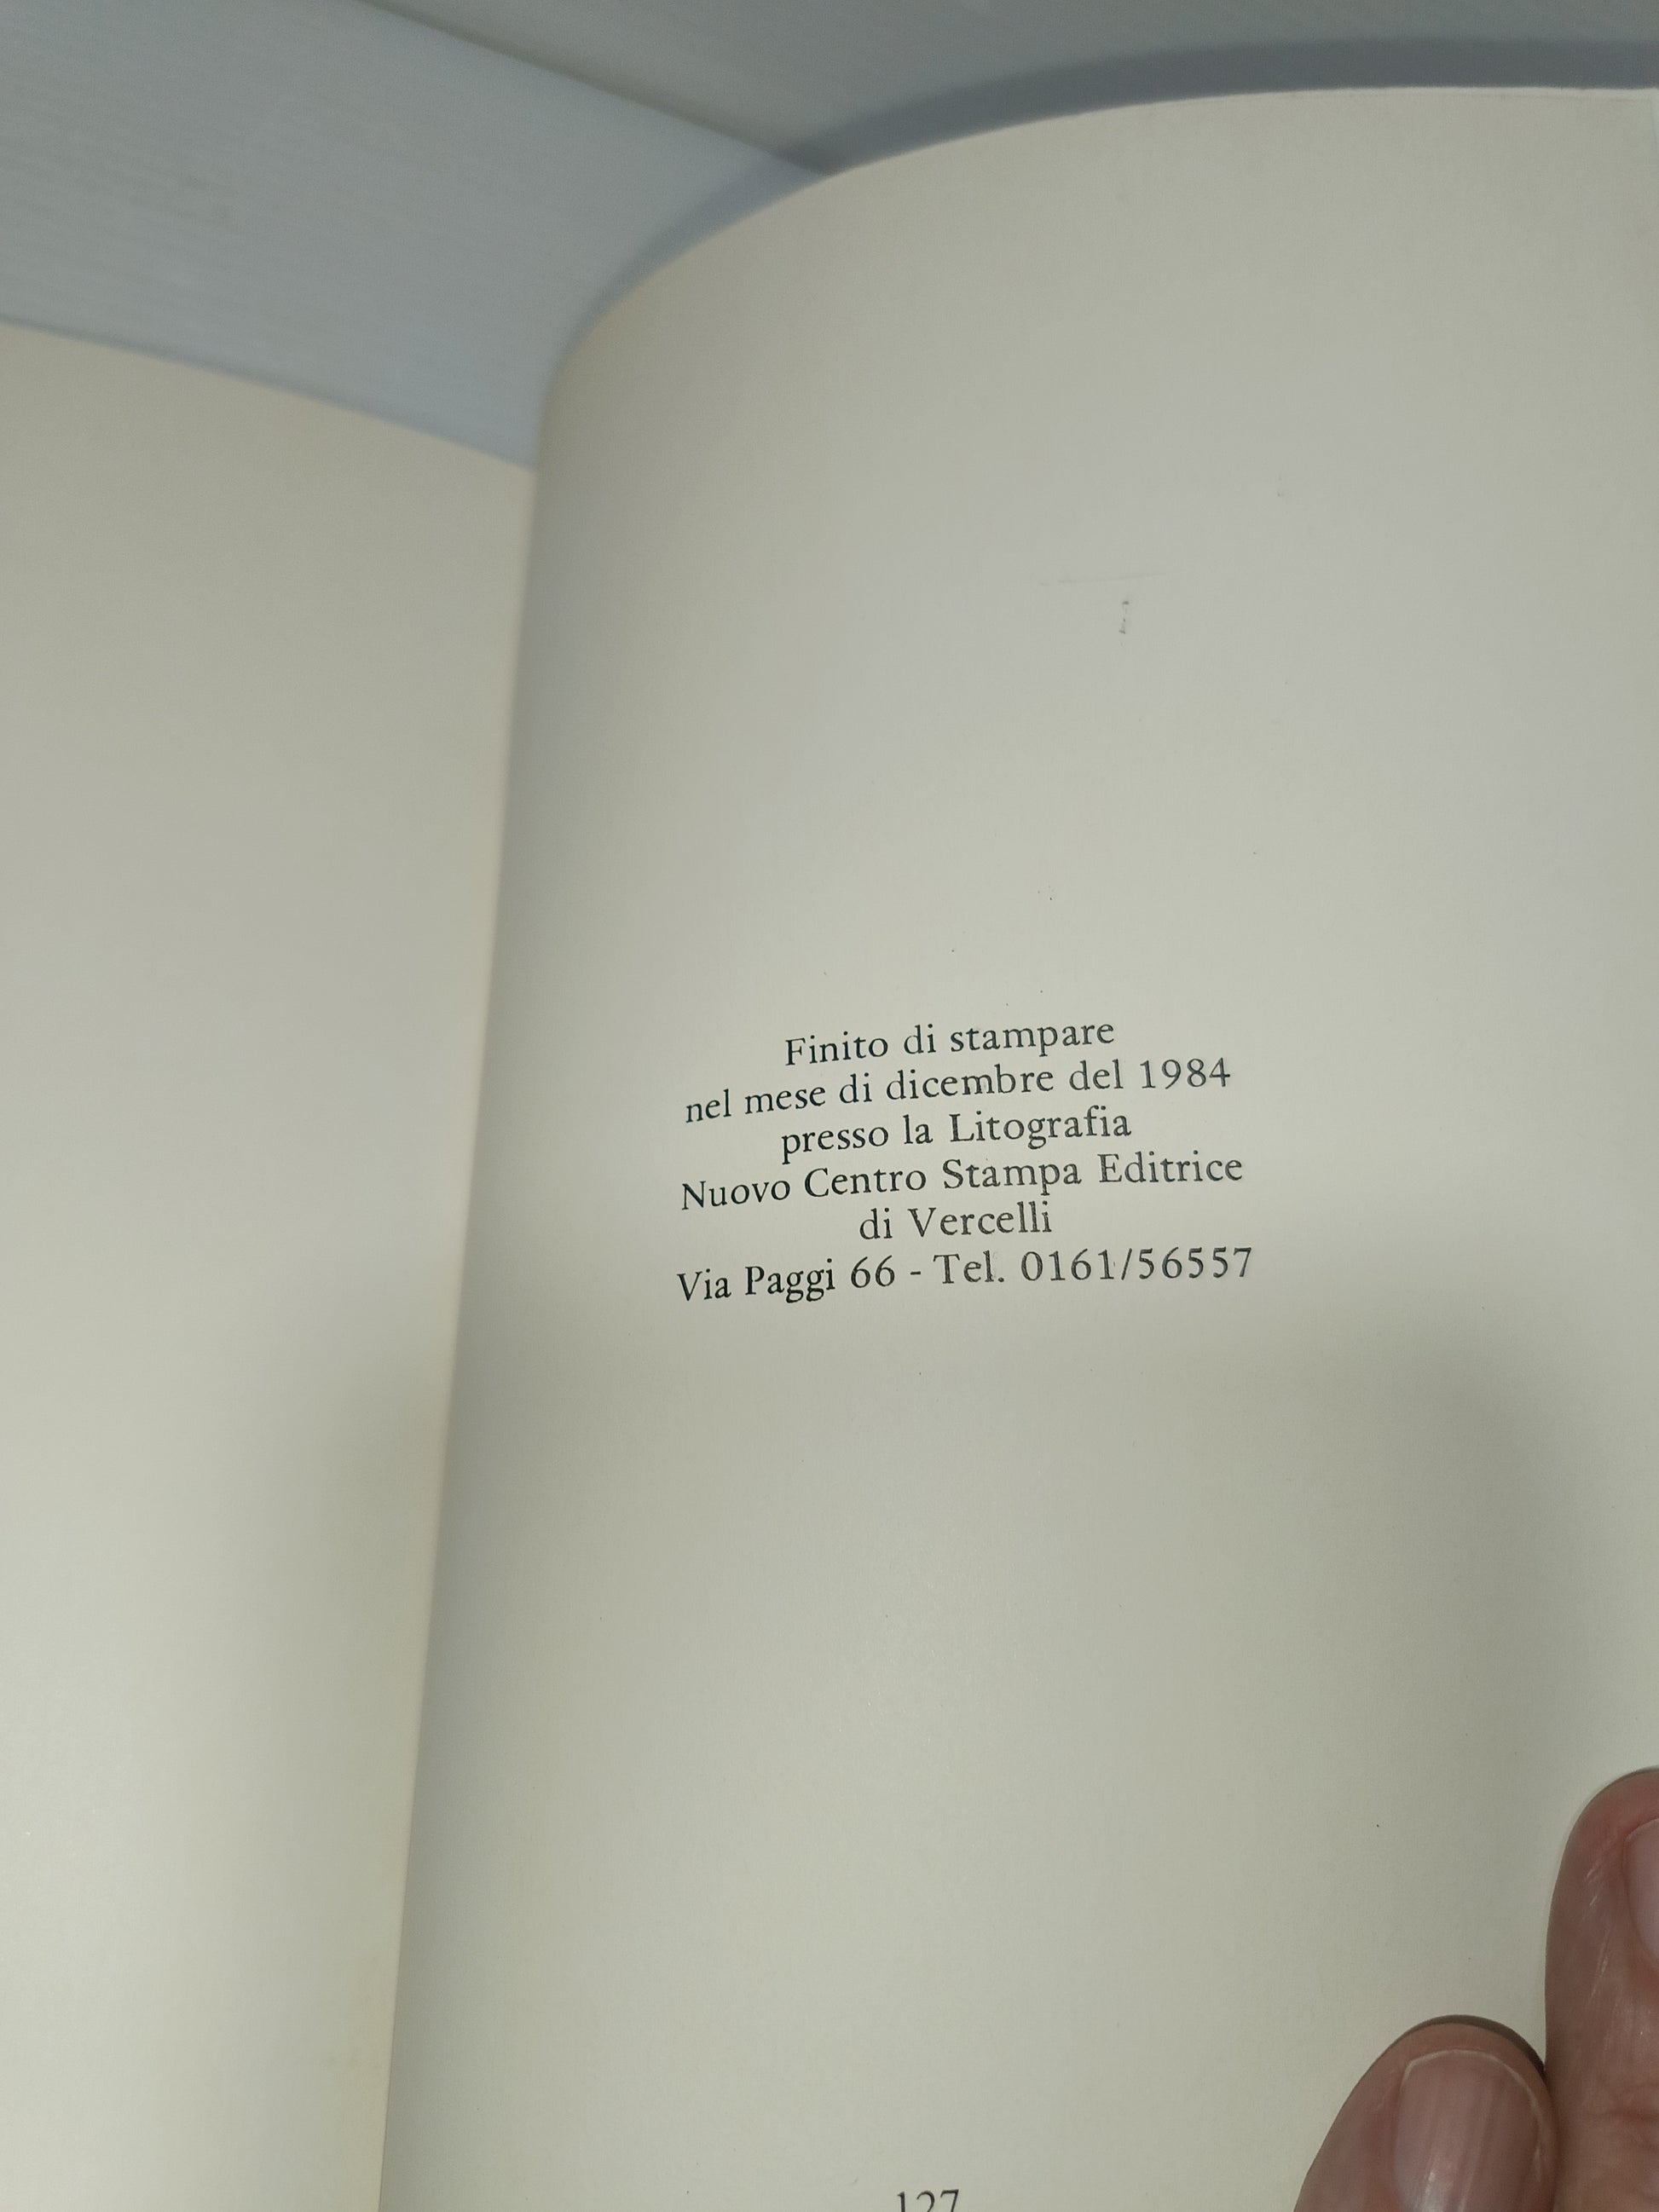 Finito di stampare
nel mese di dicembre del 1984
presso la Litografia
Nuovo Centro Stampa Editrice
di Vercelli
Via Paggi 66 - Tel. 0161/56557
127